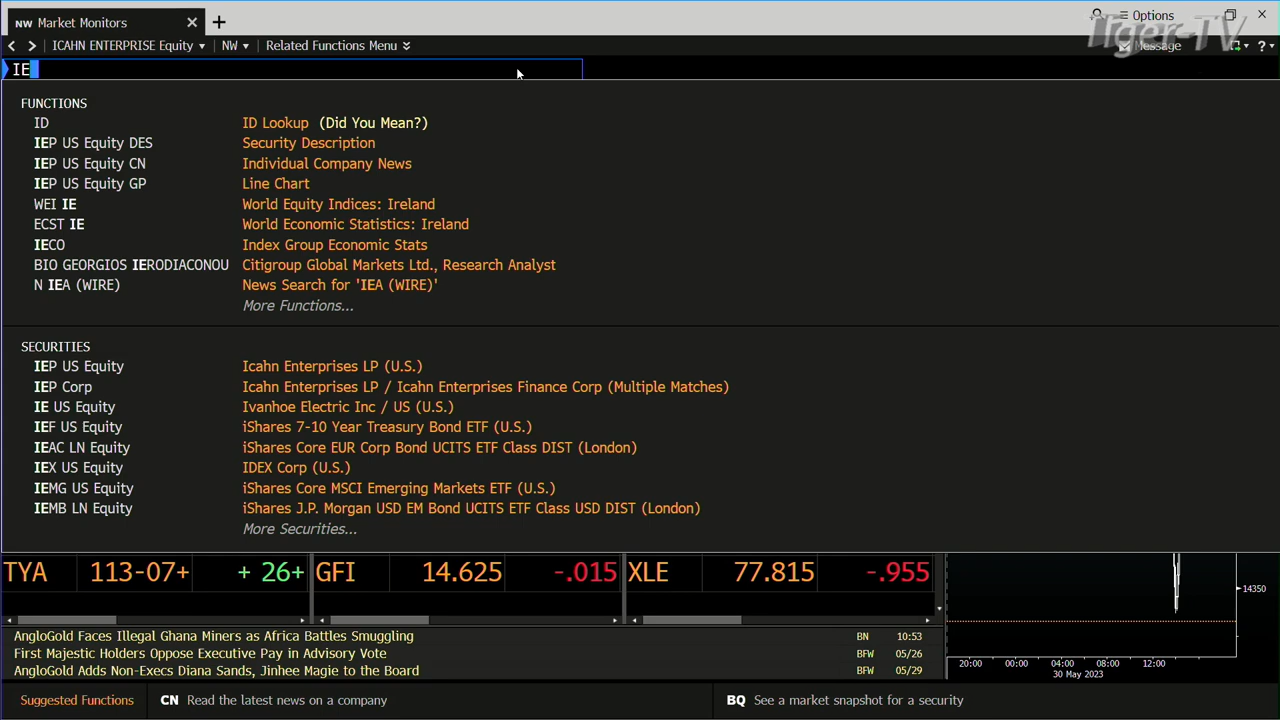 NW Market Monitors
Options
ICAHN ENTERPRISE Equity NW Related Functions Menu Message ?
Tiger-TV
IE
FUNCTIONS
ID ID Lookup (Did You Mean?)
IEP US Equity DES Security Description
IEP US Equity CN Individual Company News
IEP US Equity GP Line Chart
WEI IE World Equity Indices: Ireland
ECST IE World Economic Statistics: Ireland
IECO Index Group Economic Stats
BIO GEORGIOS IERODIACONOU Citigroup Global Markets Ltd., Research Analyst
N IEA (WIRE) News Search for 'IEA (WIRE)'
More Functions...
SECURITIES
IEP US Equity Icahn Enterprises LP (U.S.)
IEP Corp Icahn Enterprises LP / Icahn Enterprises Finance Corp (Multiple Matches)
IE US Equity Ivanhoe Electric Inc / US (U.S.)
IEF US Equity iShares 7-10 Year Treasury Bond ETF (U.S.)
IEAC LN Equity iShares Core EUR Corp Bond UCITS ETF Class DIST (London)
IEX US Equity IDEX Corp (U.S.)
IEMG US Equity iShares Core MSCI Emerging Markets ETF (U.S.)
IEMB LN Equity iShares J.P. Morgan USD EM Bond UCITS ETF Class USD DIST (London)
More Securities...
TYA 113-07+ + 26+ GFI 14.625 -.015 XLE 77.815 -.955
14350
AngloGold Faces Illegal Ghana Miners as Africa Battles Smuggling BN 10:53
First Majestic Holders Oppose Executive Pay in Advisory Vote BFW 05/26
AngloGold Adds Non-Execs Diana Sands, Jinhee Magie to the Board BFW 05/29
20:00 00:00 04:00 08:00 12:00
30 May 2023
Suggested Functions CN Read the latest news on a company BQ See a market snapshot for a security